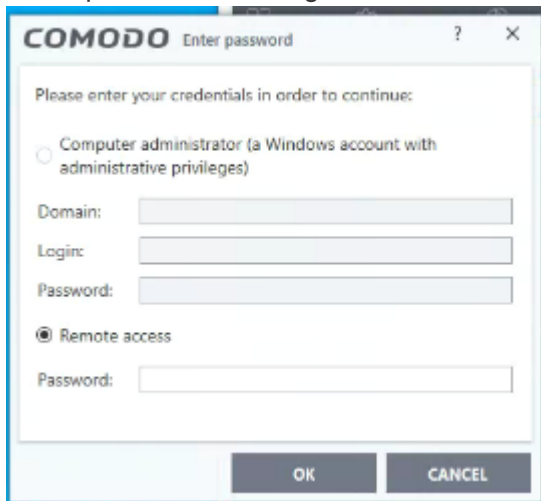 COMODO Enter password ? ×
Please enter your credentials in order to continue:
Computer administrator (a Windows account with
administrative privileges)
Domain:
Login:
Password:
Remote access
Password:
OK CANCEL